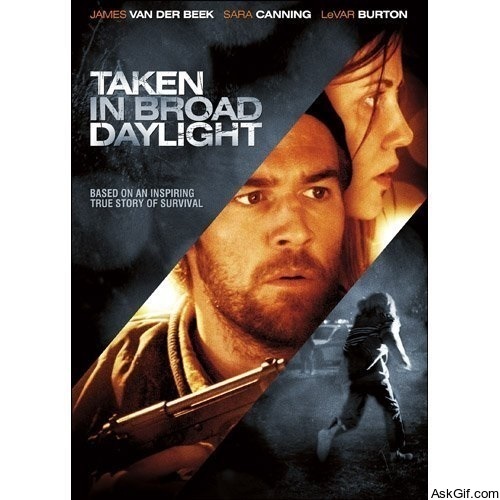 JAMES VAN DER BEEK SARA CANNING LeVAR BURTON
TAKEN
IN BROAD
DAYLIGHT
BASED ON AN INSPIRING
TRUE STORY OF SURVIVAL
AskGif.com